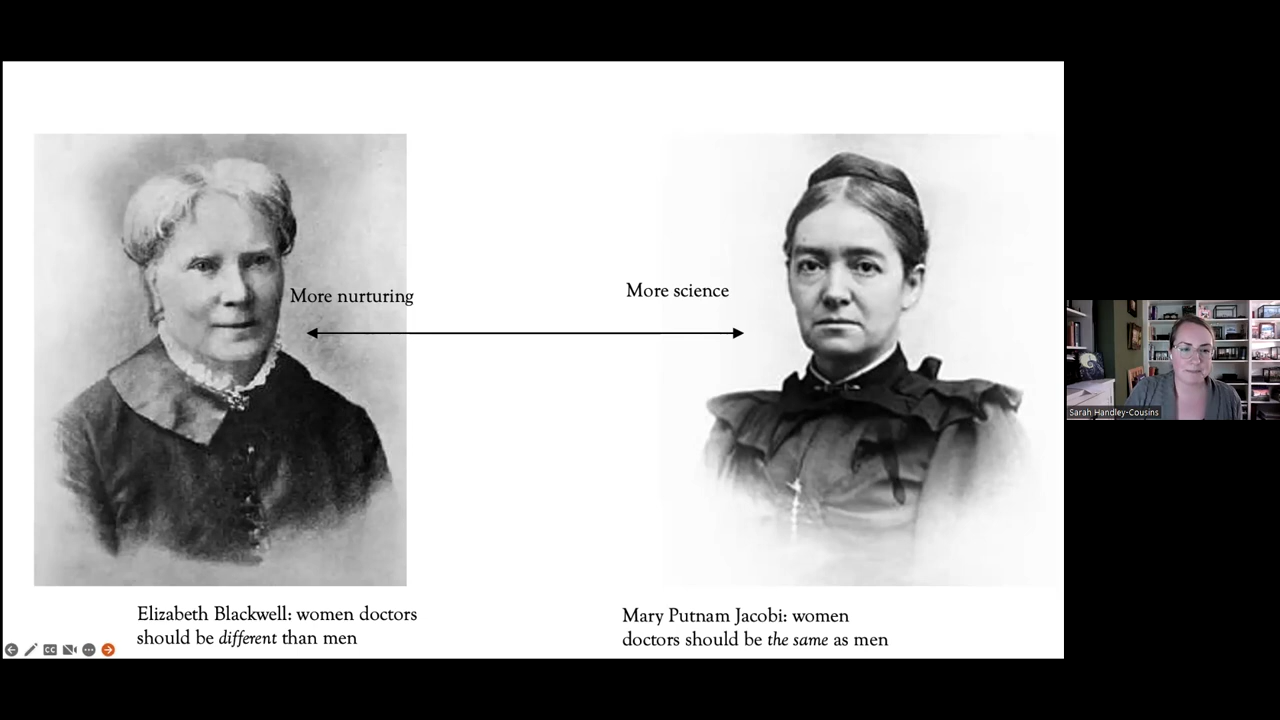 More nurturing
More science
Elizabeth Blackwell: women doctors
should be different than men
Mary Putnam Jacobi: women
doctors should be the same as men
CC
Sarah Handley-Cousins